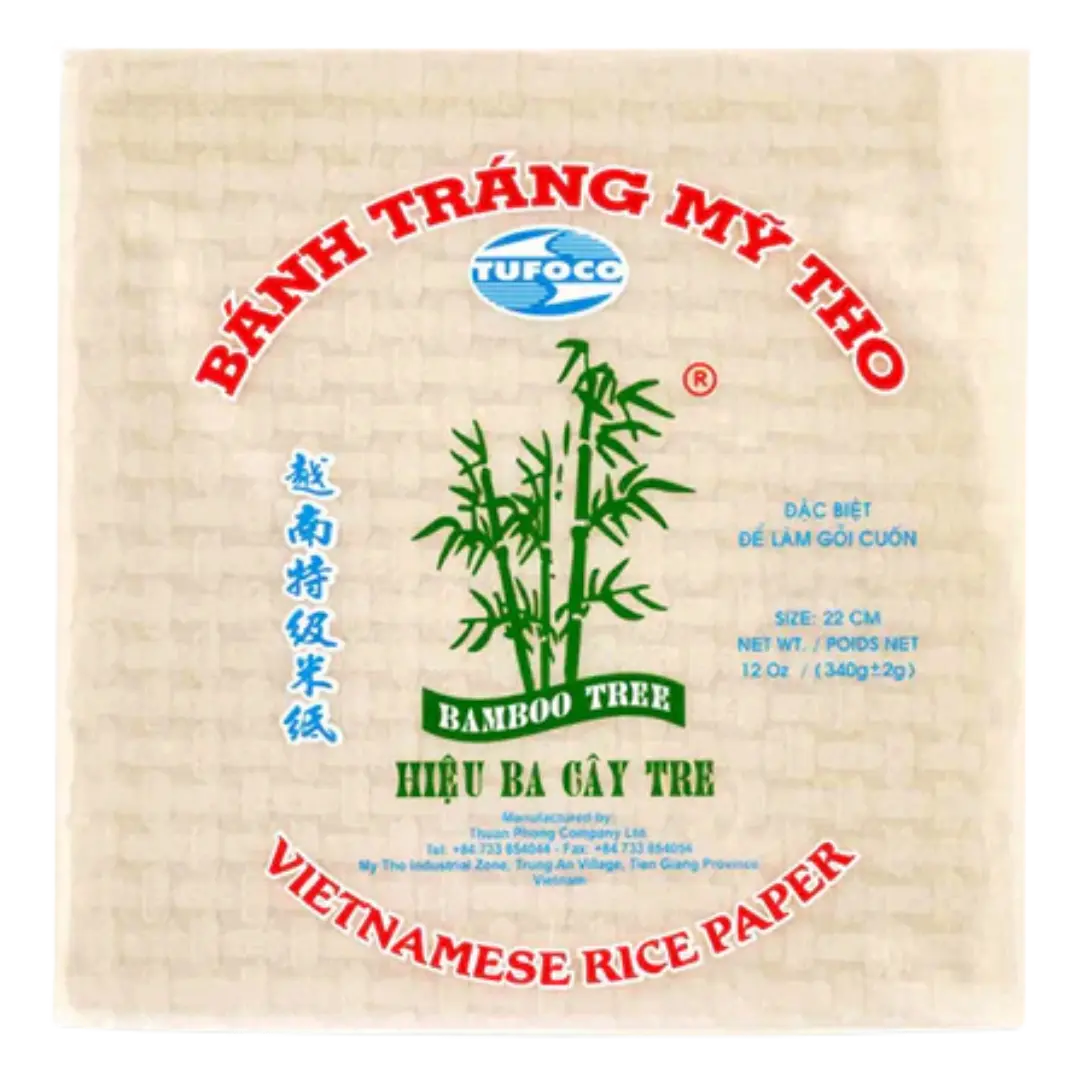 BÁNH TRÁNG MỸ THO
TUFOCO
®
越南特级米纸
ĐẶC BIỆT
ĐỂ LÀM GỎI CUỐN
SIZE: 22 CM
NET WT. / POIDS NET
12 Oz / (340g±2g)
BAMBOO TREE
HIỆU BA CÂY TRE
Manufactured by:
Thuan Phong Company Ltd.
Tel: +84 733 854044 - Fax: +84 733 854094
My Tho Industrial Zone, Trung An Village, Tien Giang Province
Vietnam
VIETNAMESE RICE PAPER